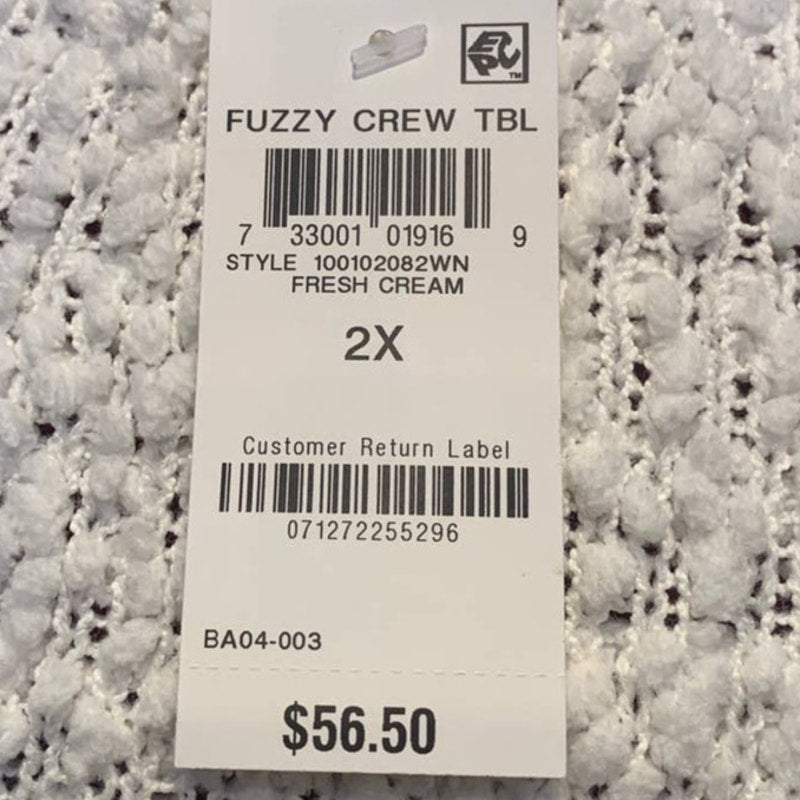 EPC™
FUZZY CREW TBL
7 33001 01916 9
STYLE 100102082WN
FRESH CREAM
2X
Customer Return Label
071272255296
BA04-003
$56.50